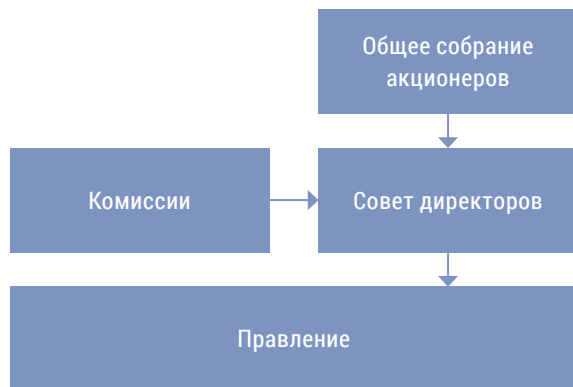 Общее собрание
акционеров
Комиссии
Совет директоров
Правление